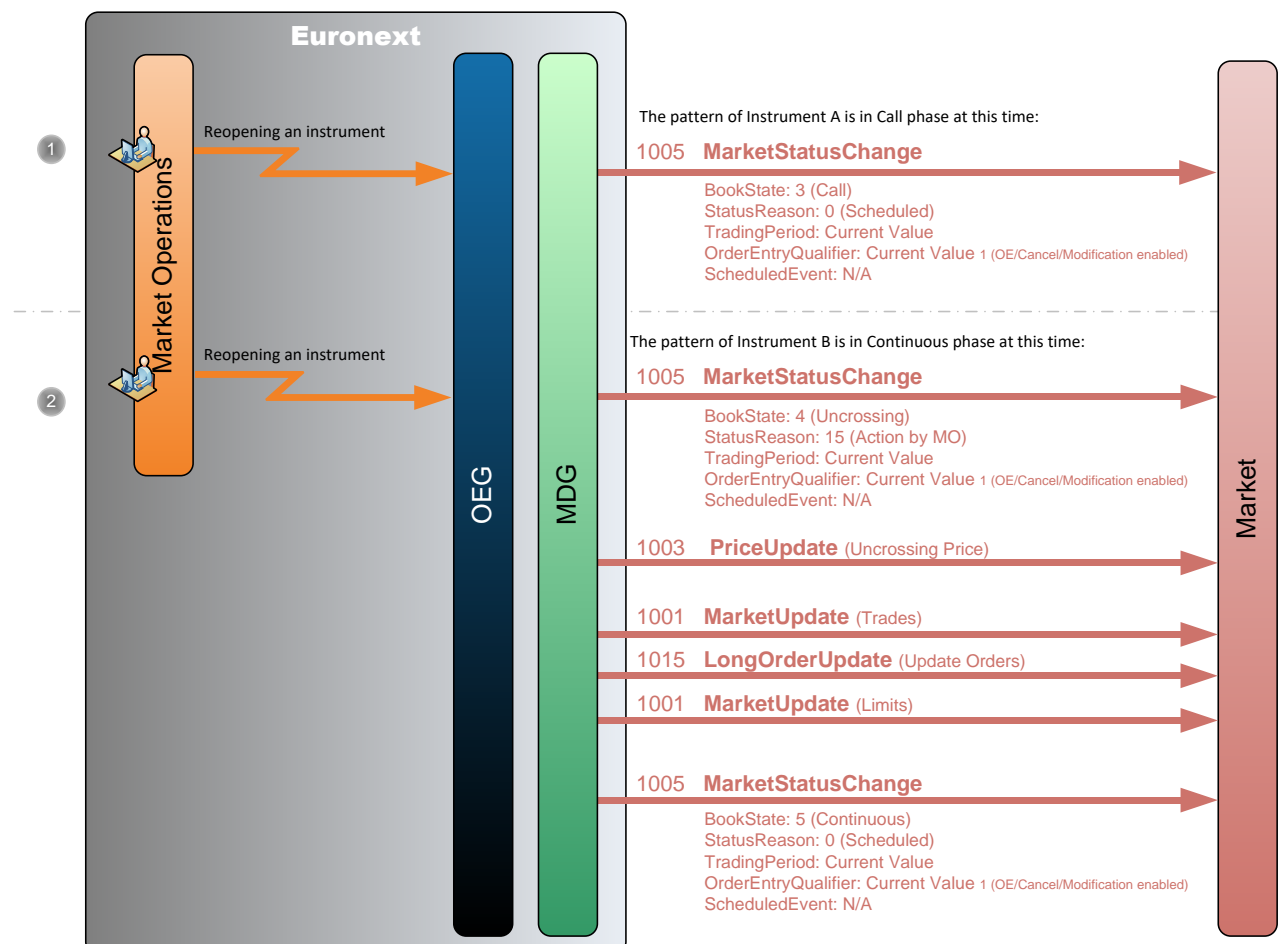 Euronext
Market Operations
OEG
MDG
Market
1
Reopening an instrument
The pattern of Instrument A is in Call phase at this time:
1005 MarketStatusChange
BookState: 3 (Call)
StatusReason: 0 (Scheduled)
TradingPeriod: Current Value
OrderEntryQualifier: Current Value 1 (OE/Cancel/Modification enabled)
ScheduledEvent: N/A
2
Reopening an instrument
The pattern of Instrument B is in Continuous phase at this time:
1005 MarketStatusChange
BookState: 4 (Uncrossing)
StatusReason: 15 (Action by MO)
TradingPeriod: Current Value
OrderEntryQualifier: Current Value 1 (OE/Cancel/Modification enabled)
ScheduledEvent: N/A
1003 PriceUpdate (Uncrossing Price)
1001 MarketUpdate (Trades)
1015 LongOrderUpdate (Update Orders)
1001 MarketUpdate (Limits)
1005 MarketStatusChange
BookState: 5 (Continuous)
StatusReason: 0 (Scheduled)
TradingPeriod: Current Value
OrderEntryQualifier: Current Value 1 (OE/Cancel/Modification enabled)
ScheduledEvent: N/A